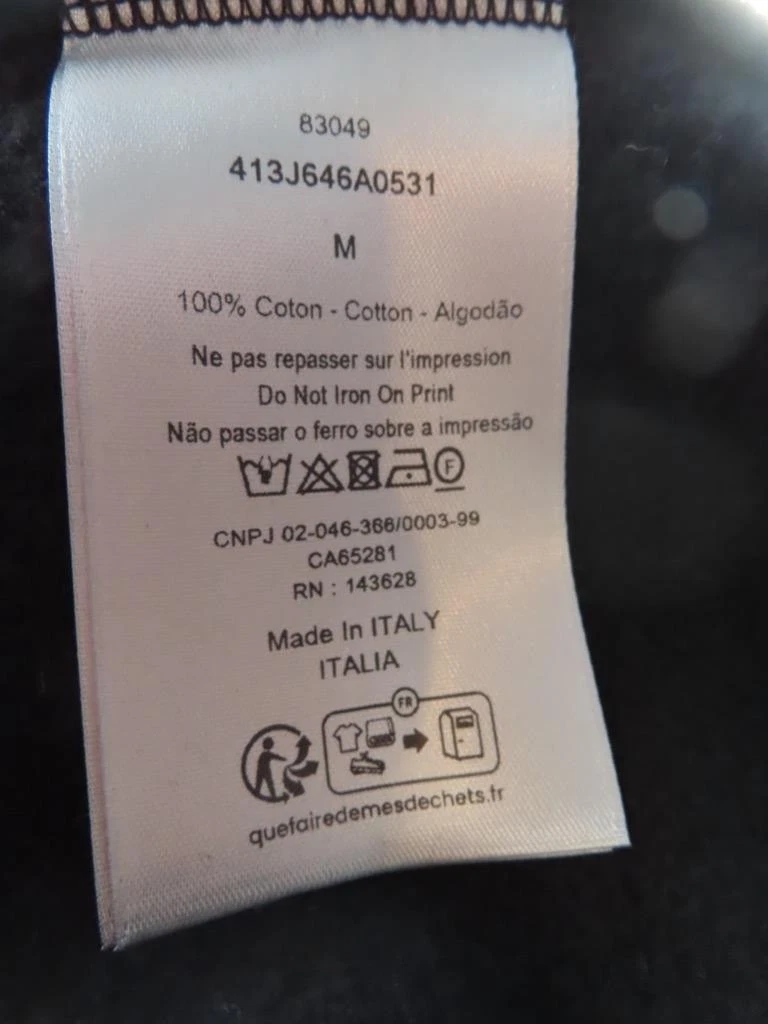 83049
413J646A0531
M
100% Coton - Cotton - Algodão
Ne pas repasser sur l'impression
Do Not Iron On Print
Não passar o ferro sobre a impressão
F
CNPJ 02-046-366/0003-99
CA65281
RN : 143628
Made In ITALY
ITALIA
FR
quefairedemesdechets.fr